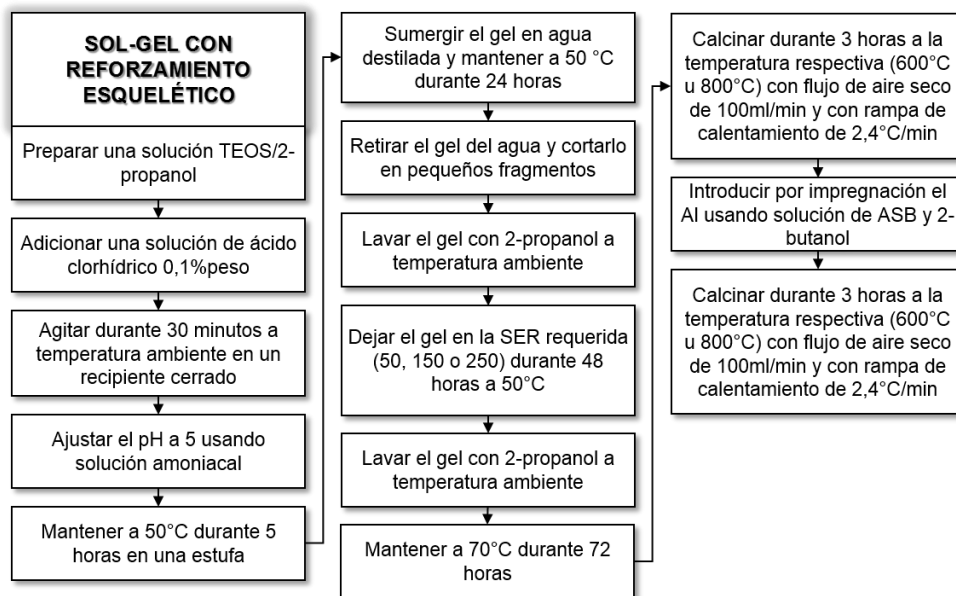 SOL-GEL CON
REFORZAMIENTO
ESQUELÉTICO
Preparar una solución TEOS/2-
propanol
Adicionar una solución de ácido
clorhídrico 0,1%peso
Agitar durante 30 minutos a
temperatura ambiente en un
recipiente cerrado
Ajustar el pH a 5 usando
solución amoniacal
Mantener a 50°C durante 5
horas en una estufa
Sumergir el gel en agua
destilada y mantener a 50 °C
durante 24 horas
Retirar el gel del agua y cortarlo
en pequeños fragmentos
Lavar el gel con 2-propanol a
temperatura ambiente
Dejar el gel en la SER requerida
(50, 150 o 250) durante 48
horas a 50°C
Lavar el gel con 2-propanol a
temperatura ambiente
Mantener a 70°C durante 72
horas
Calcinar durante 3 horas a la
temperatura respectiva (600°C
u 800°C) con flujo de aire seco
de 100ml/min y con rampa de
calentamiento de 2,4°C/min
Introducir por impregnación el
Al usando solución de ASB y 2-
butanol
Calcinar durante 3 horas a la
temperatura respectiva (600°C
u 800°C) con flujo de aire seco
de 100ml/min y con rampa de
calentamiento de 2,4°C/min